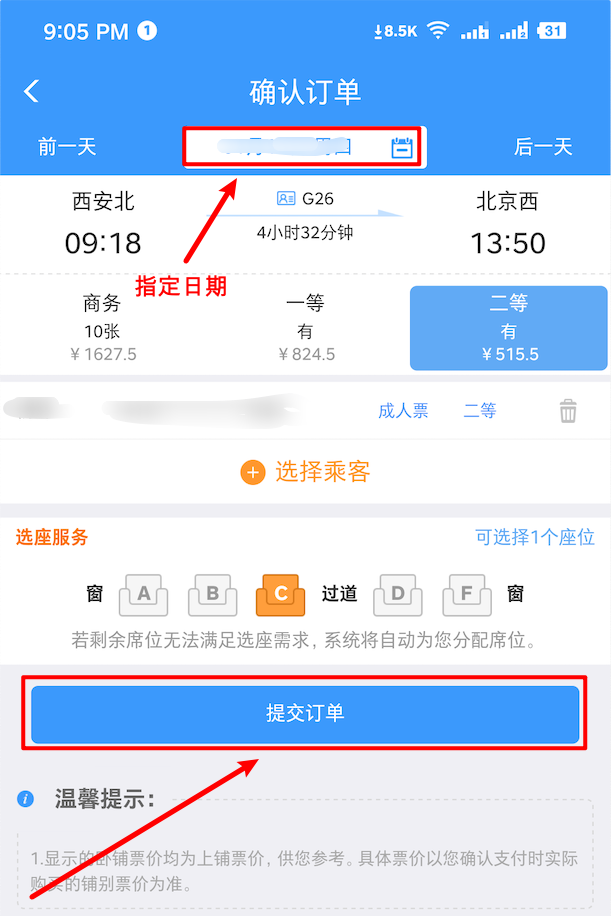 9:05 PM 1 8.5K 2 31
确认订单
前一天
后一天
西安北 G26 北京西
09:18 4小时32分钟 13:50
指定日期
商务 一等 二等
10张 有 有
¥1627.5 ¥824.5 ¥515.5
成人票 二等
选择乘客
选座服务 可选择1个座位
窗 A B C 过道 D F 窗
若剩余席位无法满足选座需求，系统将自动为您分配席位。
提交订单
温馨提示：
1.显示的卧铺票价均为上铺票价，供您参考。具体票价以您确认支付时实际
购买的铺别票价为准。